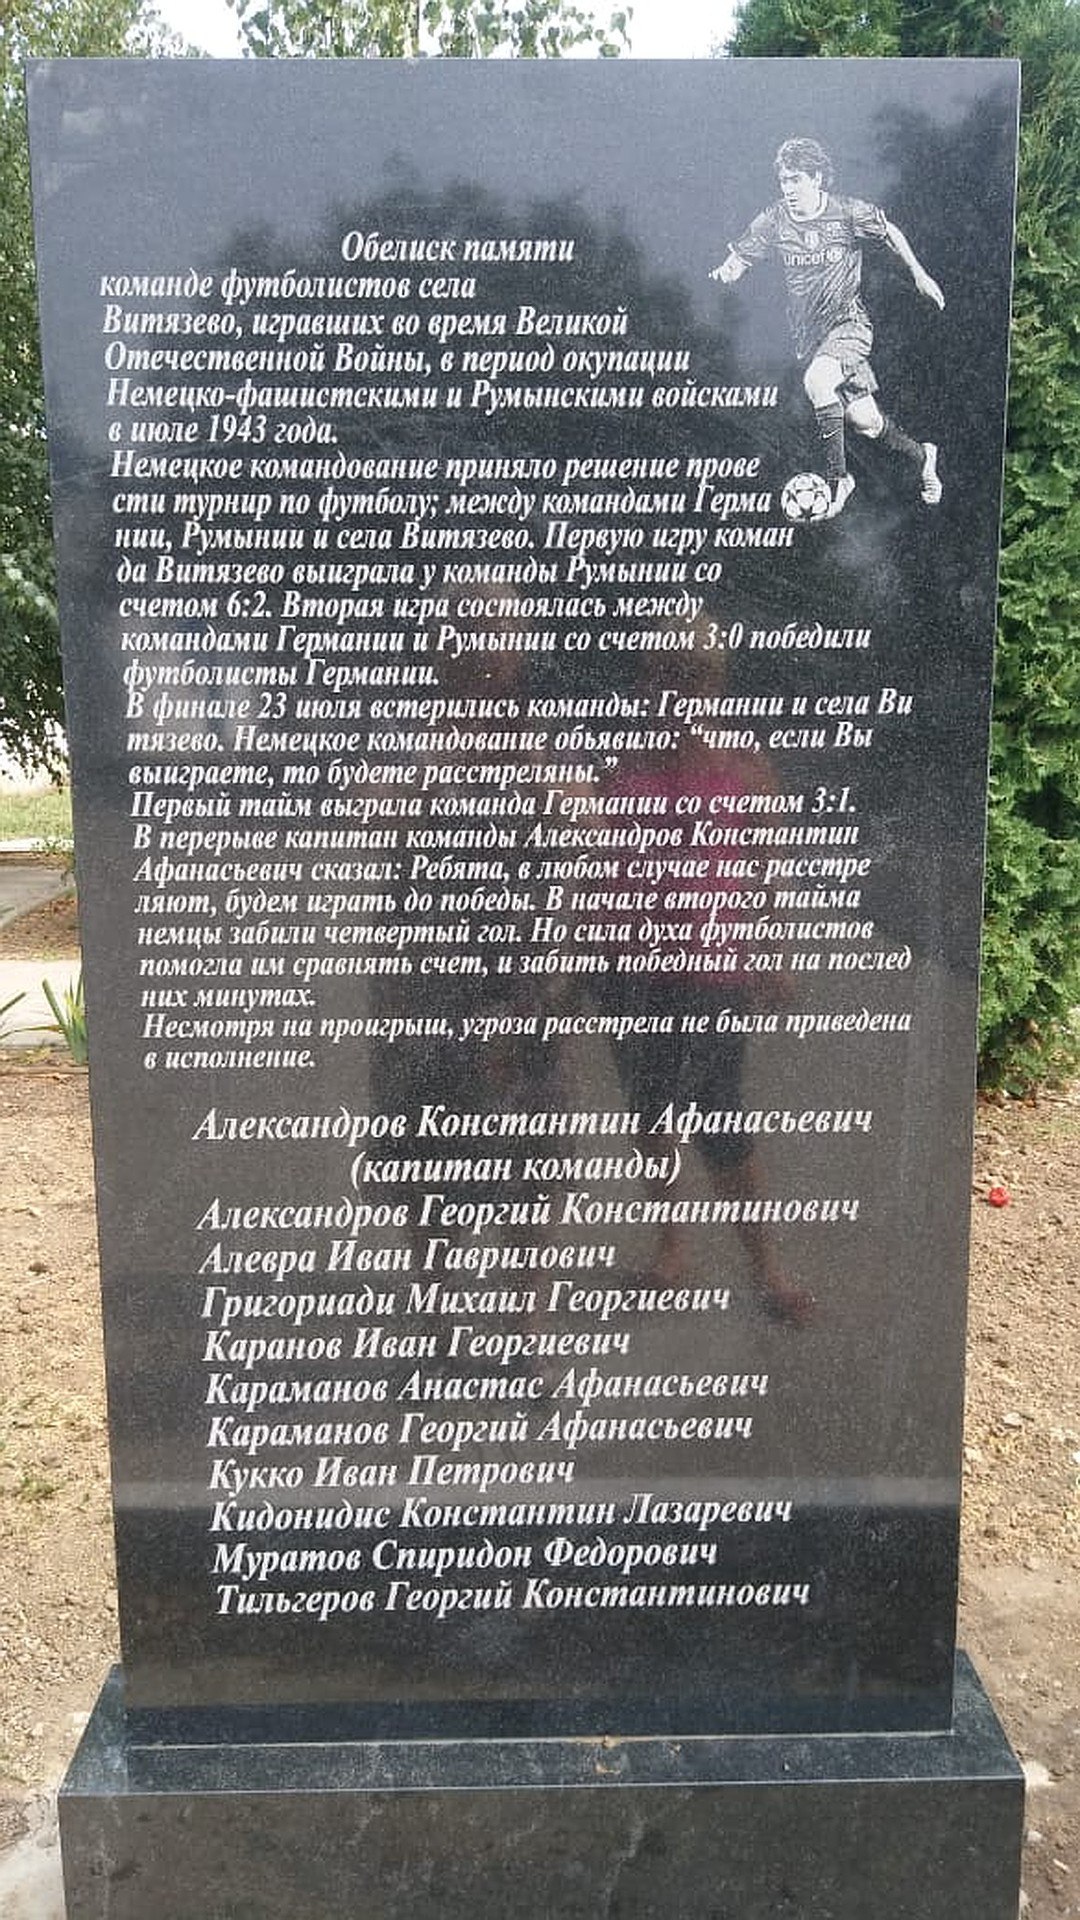 unicef
Обелиск памяти
команде футболистов села
Витязево, игравших во время Великой
Отечественной Войны, в период окупации
Немецко-фашистскими и Румынскими войсками
в июле 1943 года.
Немецкое командование приняло решение прове
сти турнир по футболу; между командами Герма
нии, Румынии и села Витязево. Первую игру коман
да Витязево выиграла у команды Румынии со
счетом 6:2. Вторая игра состоялась между
командами Германии и Румынии со счетом 3:0 победили
футболисты Германии.
В финале 23 июля встерились команды: Германии и села Ви
тязево. Немецкое командование обьявило: “что, если Вы
выиграете, то будете расстреляны.”
Первый тайм выграла команда Германии со счетом 3:1.
В перерыве капитан команды Александров Константин
Афанасьевич сказал: Ребята, в любом случае нас расстре
ляют, будем играть до победы. В начале второго тайма
немцы забили четвертый гол. Но сила духа футболистов
помогла им сравнять счет, и забить победный гол на послед
них минутах.
Несмотря на проигрыш, угроза расстрела не была приведена
в исполнение.
Александров Константин Афанасьевич
(капитан команды)
Александров Георгий Константинович
Алевра Иван Гаврилович
Григориади Михаил Георгиевич
Каранов Иван Георгиевич
Караманов Анастас Афанасьевич
Караманов Георгий Афанасьевич
Кукко Иван Петрович
Кидонидис Константин Лазаревич
Муратов Спиридон Федорович
Тильгеров Георгий Константинович